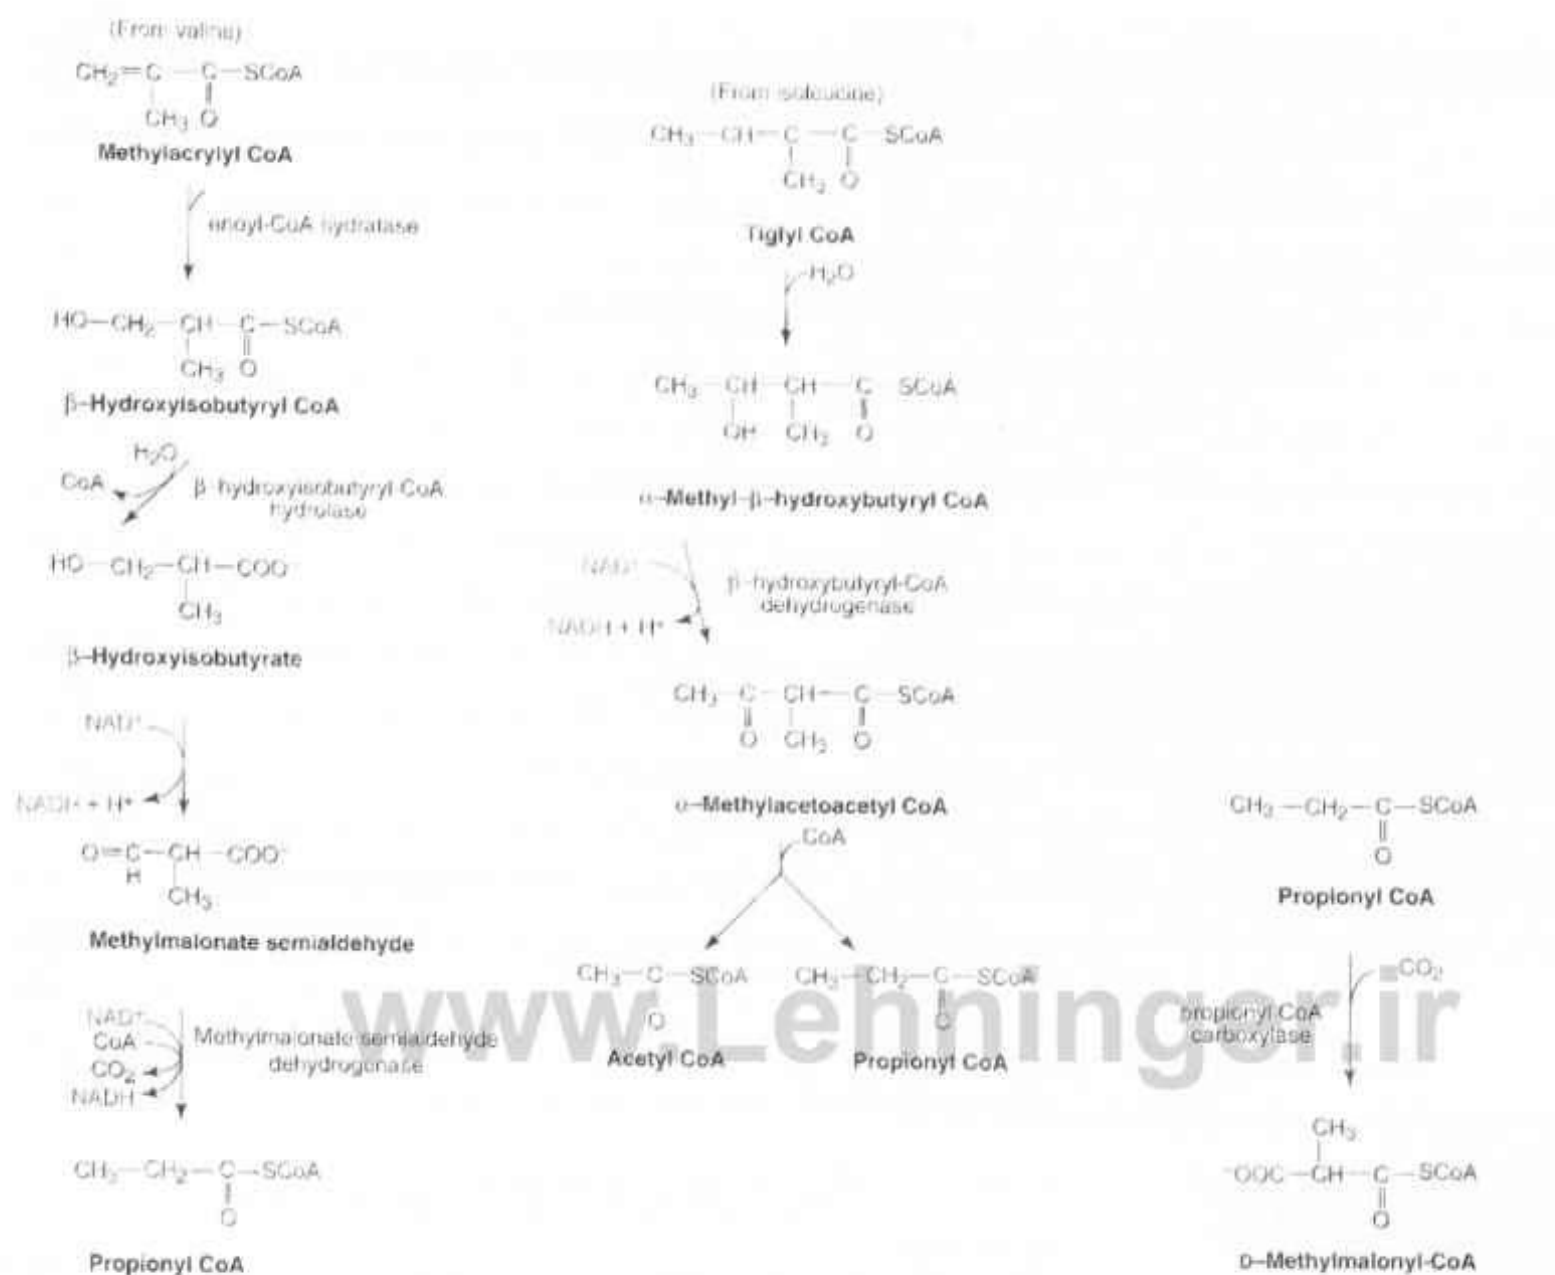 (From valine)
CH2=C—C—SCoA
CH3 O
Methylacrylyl CoA
enoyl-CoA hydratase
HO—CH2—CH—C—SCoA
CH3 O
β-Hydroxyisobutyryl CoA
H2O
CoA
β-hydroxyisobutyryl CoA
hydrolase
HO—CH2—CH—COO
CH3
β-Hydroxyisobutyrate
NAD+
NADH + H+
O=C—CH—COO-
H
CH3
Methylmalonate semialdehyde
NAD+
CoA
CO2
NADH
Methylmalonate semialdehyde
dehydrogenase
CH3—CH2—C—SCoA
O
Propionyl CoA
(From isoleucine)
CH3—CH—C—C—SCoA
CH3 O
Tiglyl CoA
H2O
CH3—CH—CH—C—SCoA
OH CH3 O
α-Methyl-β-hydroxybutyryl CoA
NAD+
NADH + H+
β-hydroxybutyryl-CoA
dehydrogenase
CH3—C—CH—C—SCoA
O CH3 O
α-Methylacetoacetyl CoA
CoA
CH3—C—SCoA
O
Acetyl CoA
CH3—CH2—C—SCoA
O
Propionyl CoA
CH3—CH2—C—SCoA
O
Propionyl CoA
CO2
propionyl CoA
carboxylase
CH3
-OOC—CH—C—SCoA
O
D-Methylmalonyl-CoA
www.Lehninger.ir